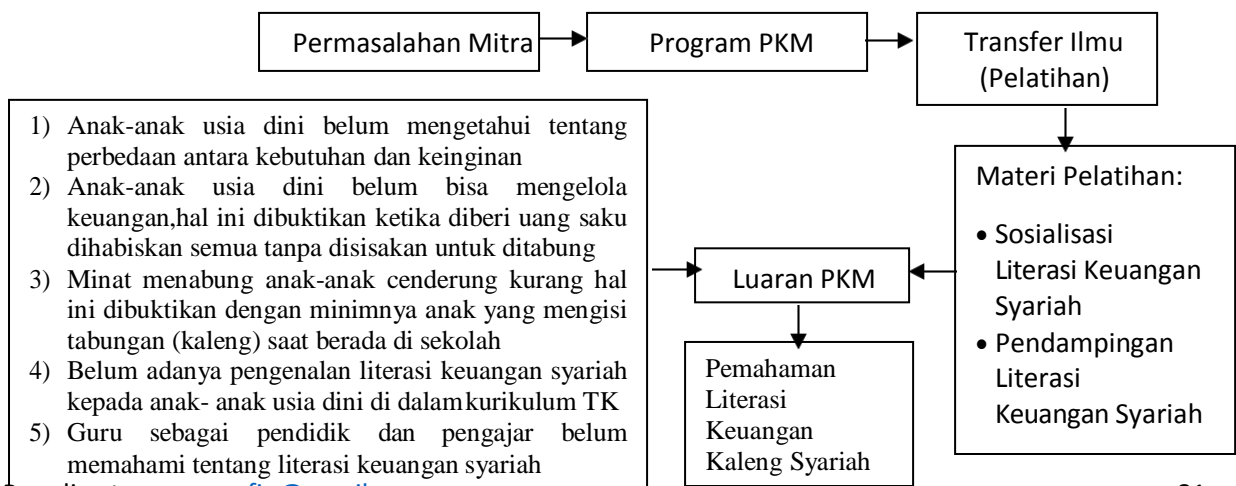 Permasalahan Mitra
Program PKM
Transfer Ilmu
(Pelatihan)
1) Anak-anak usia dini belum mengetahui tentang
perbedaan antara kebutuhan dan keinginan
2) Anak-anak usia dini belum bisa mengelola
keuangan,hal ini dibuktikan ketika diberi uang saku
dihabiskan semua tanpa disisakan untuk ditabung
3) Minat menabung anak-anak cenderung kurang hal
ini dibuktikan dengan minimnya anak yang mengisi
tabungan (kaleng) saat berada di sekolah
4) Belum adanya pengenalan literasi keuangan syariah
kepada anak- anak usia dini di dalamkurikulum TK
5) Guru sebagai pendidik dan pengajar belum
memahami tentang literasi keuangan syariah
Luaran PKM
Pemahaman
Literasi
Keuangan
Kaleng Syariah
Materi Pelatihan:
• Sosialisasi
Literasi Keuangan
Syariah
• Pendampingan
Literasi
Keuangan Syariah